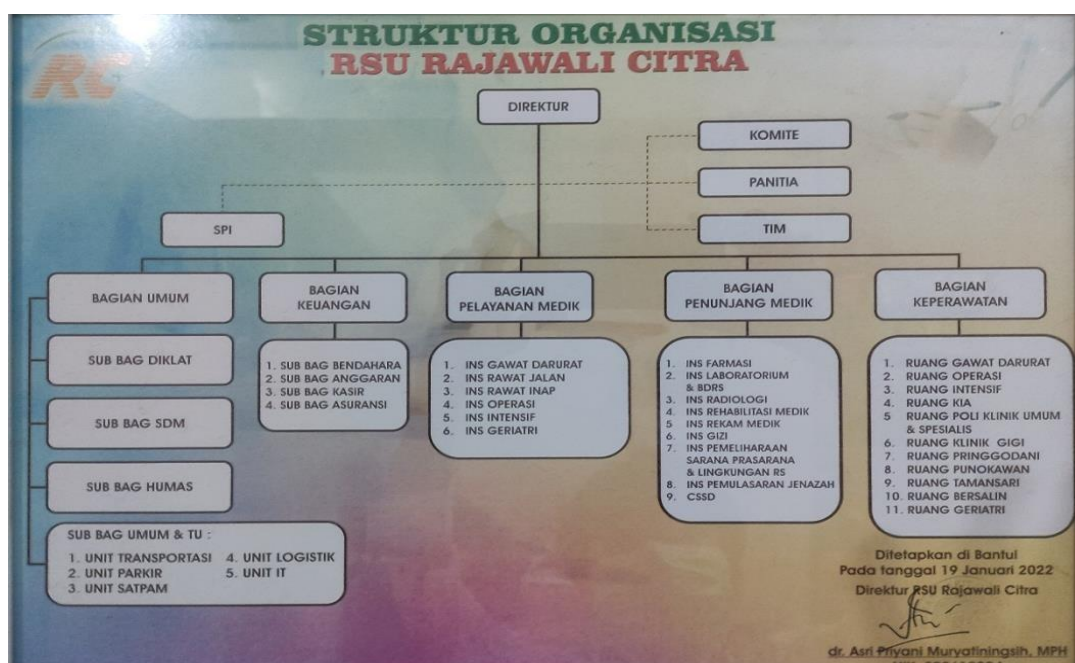 STRUKTUR ORGANISASI
RSU RAJAWALI CITRA
RC
DIREKTUR
KOMITE
PANITIA
TIM
SPI
BAGIAN UMUM
SUB BAG DIKLAT
SUB BAG SDM
SUB BAG HUMAS
SUB BAG UMUM & TU :
1. UNIT TRANSPORTASI
2. UNIT PARKIR
3. UNIT SATPAM
4. UNIT LOGISTIK
5. UNIT IT
BAGIAN
KEUANGAN
1. SUB BAG BENDAHARA
2. SUB BAG ANGGARAN
3. SUB BAG KASIR
4. SUB BAG ASURANSI
BAGIAN
PELAYANAN MEDIK
1. INS GAWAT DARURAT
2. INS RAWAT JALAN
3. INS RAWAT INAP
4. INS OPERASI
5. INS INTENSIF
6. INS GERIATRI
BAGIAN
PENUNJANG MEDIK
1. INS FARMASI
2. INS LABORATORIUM
& BDRS
3. INS RADIOLOGI
4. INS REHABILITASI MEDIK
5 INS REKAM MEDIK
6. INS GIZI
7. INS PEMELIHARAAN
SARANA PRASARANA
& LINGKUNGAN RS
8. INS PEMULASARAN JENAZAH
9. CSSD
BAGIAN
KEPERAWATAN
1. RUANG GAWAT DARURAT
2. RUANG OPERASI
3. RUANG INTENSIF
4. RUANG KIA
5 RUANG POLI KLINIK UMUM
& SPESIALIS
6. RUANG KLINIK GIGI
7. RUANG PRINGGODANI
8. RUANG PUNOKAWAN
9. RUANG TAMANSARI
10. RUANG BERSALIN
11. RUANG GERIATRI
Ditetapkan di Bantul
Pada tanggal 19 Januari 2022
Direktur RSU Rajawali Citra
dr. Asri Priyani Muryatiningsih, MPH